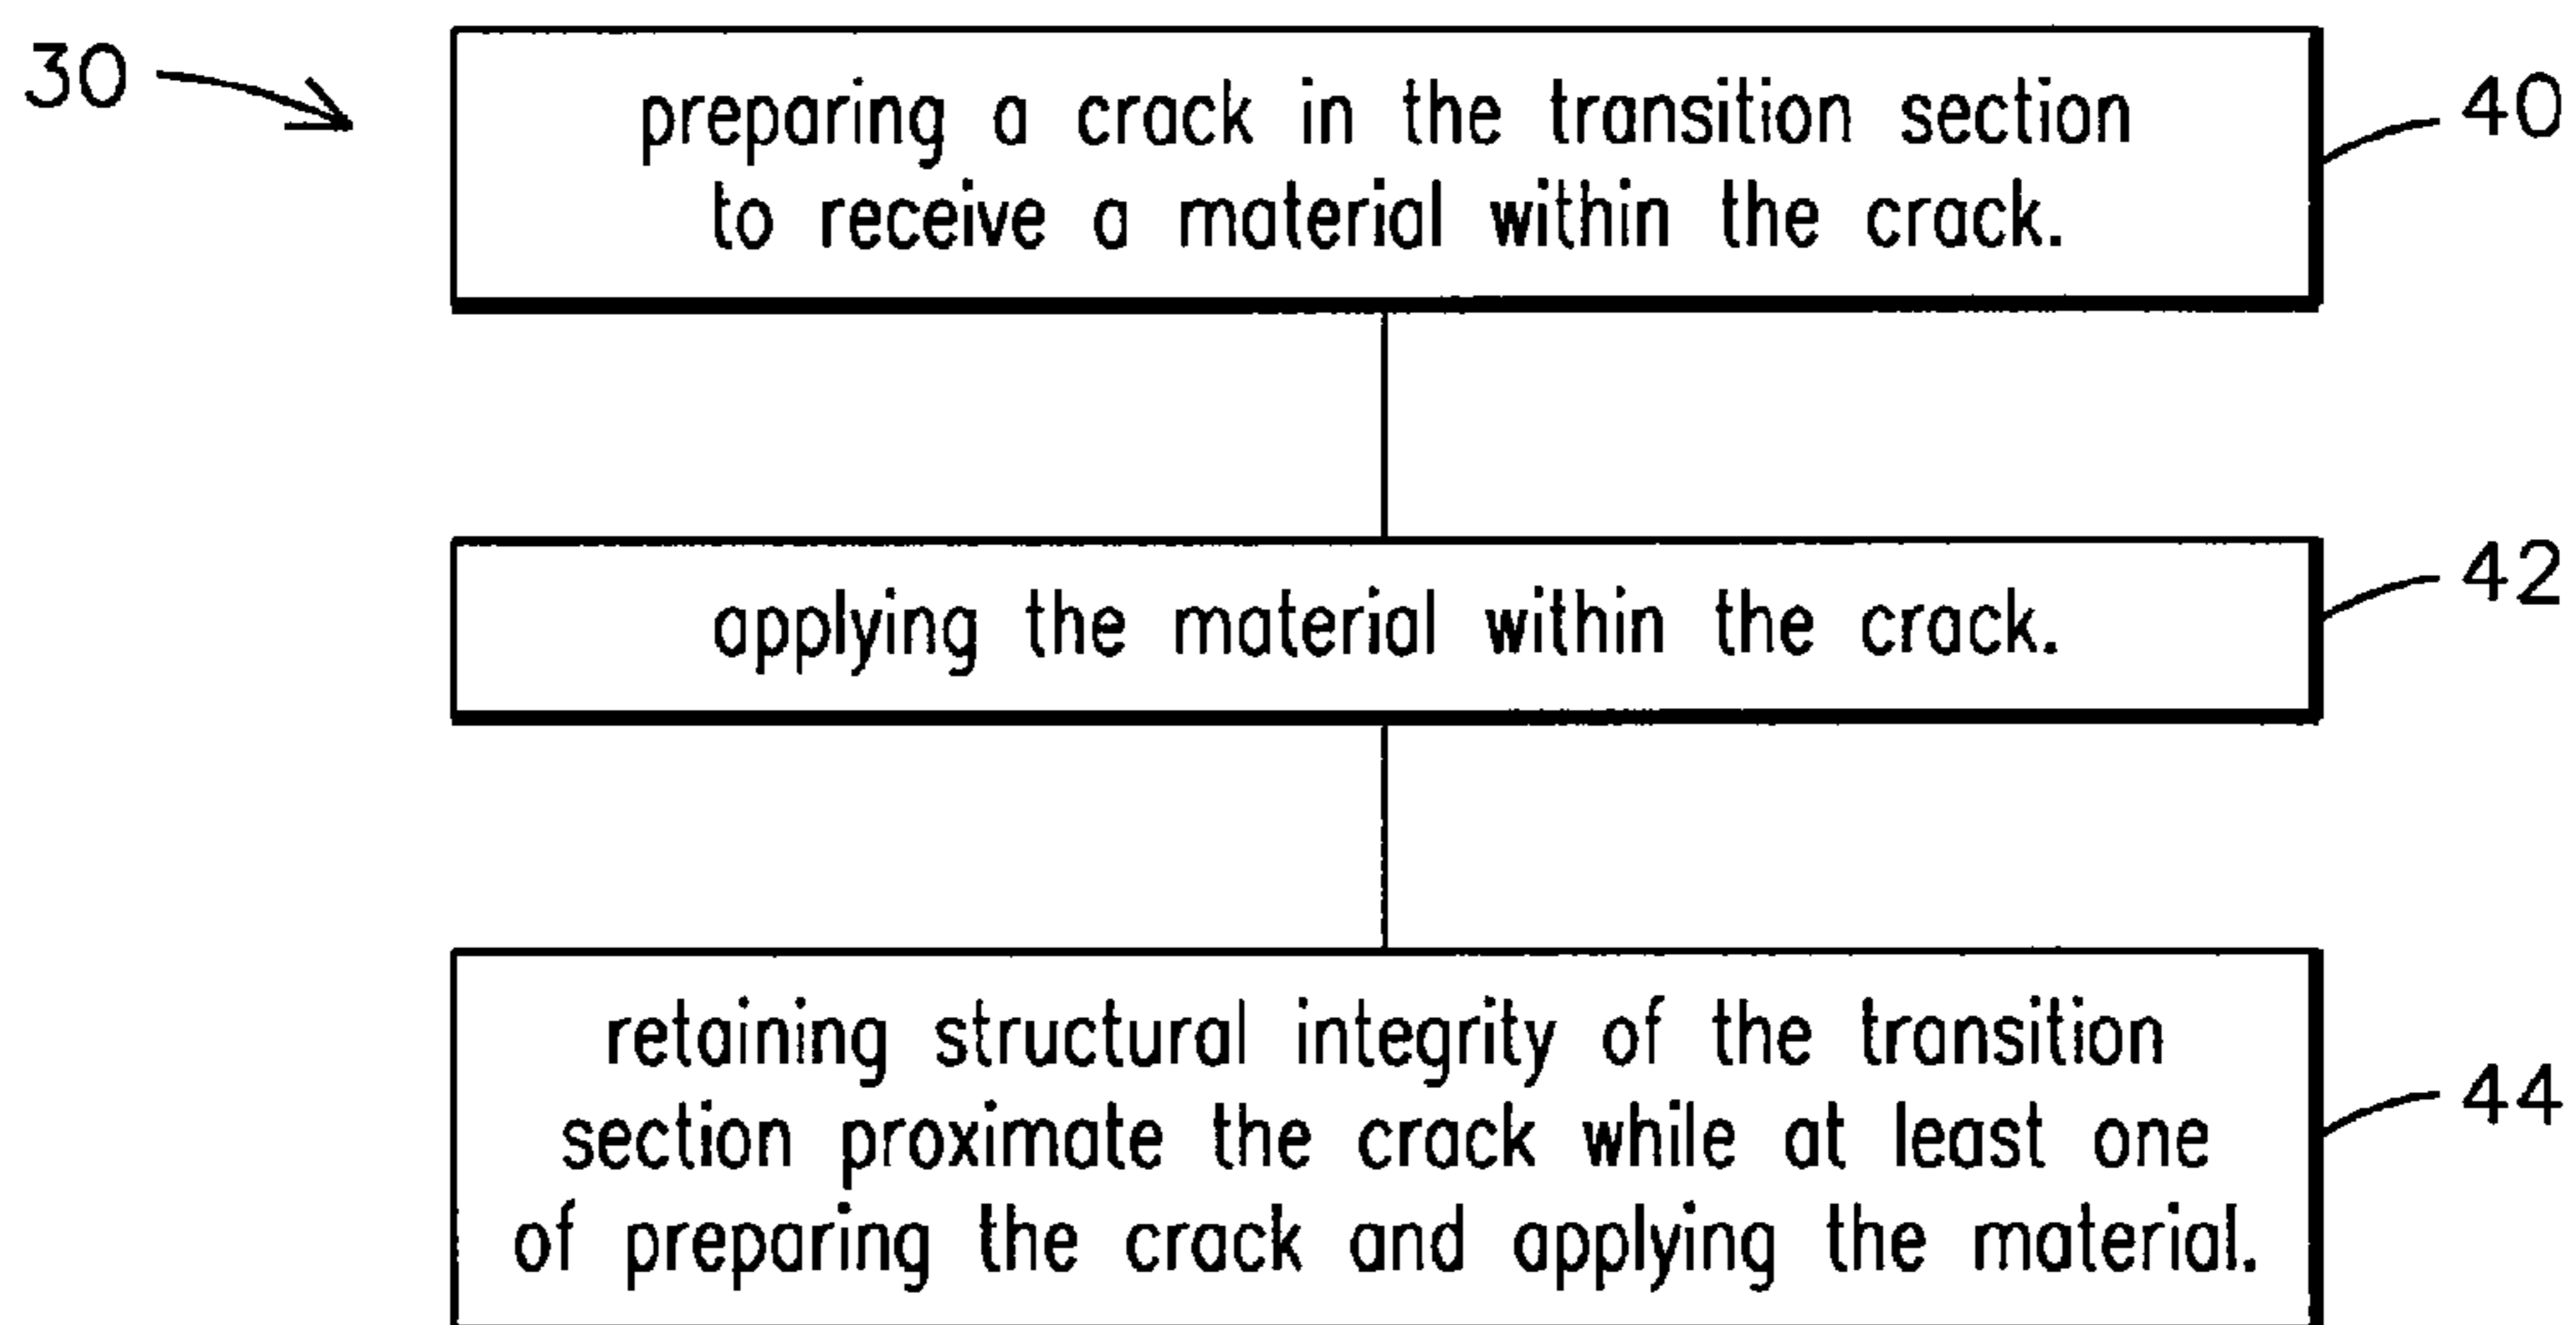 30
preparing a crack in the transition section
to receive a material within the crack.
40
applying the material within the crack.
42
retaining structural integrity of the transition
section proximate the crack while at least one
of preparing the crack and applying the material.
44